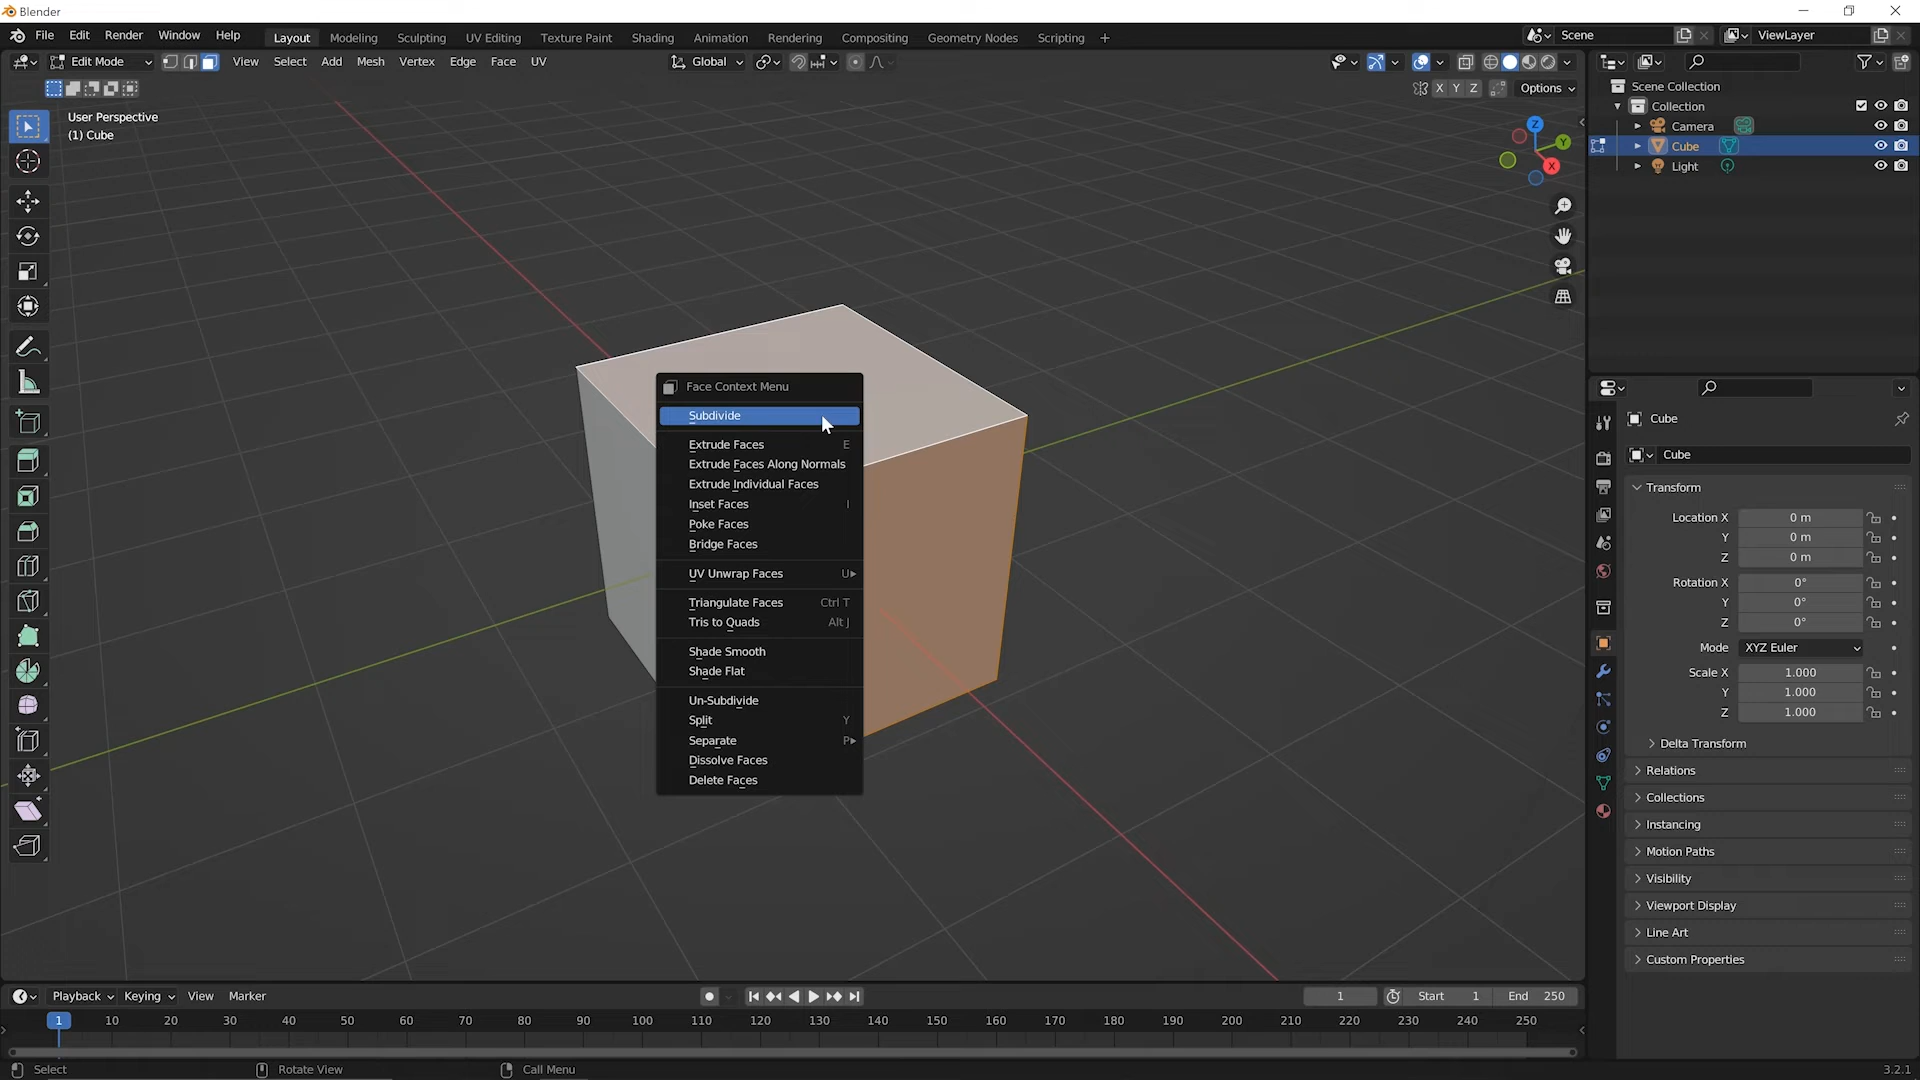 Blender
File Edit Render Window Help Layout Modeling Sculpting UV Editing Texture Paint Shading Animation Rendering Compositing Geometry Nodes Scripting + Scene ViewLayer
Edit Mode View Select Add Mesh Vertex Edge Face UV Global
X Y Z Options
User Perspective
(1) Cube
Z
Y
X
Scene Collection
Collection
Camera
Cube
Light
Face Context Menu
Subdivide
Extrude Faces E
Extrude Faces Along Normals
Extrude Individual Faces
Inset Faces I
Poke Faces
Bridge Faces
UV Unwrap Faces U
Triangulate Faces Ctrl T
Tris to Quads Alt J
Shade Smooth
Shade Flat
Un-Subdivide
Split Y
Separate P
Dissolve Faces
Delete Faces
Cube
Cube
Transform
Location X 0 m
Y 0 m
Z 0 m
Rotation X 0°
Y 0°
Z 0°
Mode XYZ Euler
Scale X 1.000
Y 1.000
Z 1.000
Delta Transform
Relations
Collections
Instancing
Motion Paths
Visibility
Viewport Display
Line Art
Custom Properties
Playback Keying View Marker 1 Start 1 End 250
1 10 20 30 40 50 60 70 80 90 100 110 120 130 140 150 160 170 180 190 200 210 220 230 240 250
Select Rotate View Call Menu 3.2.1